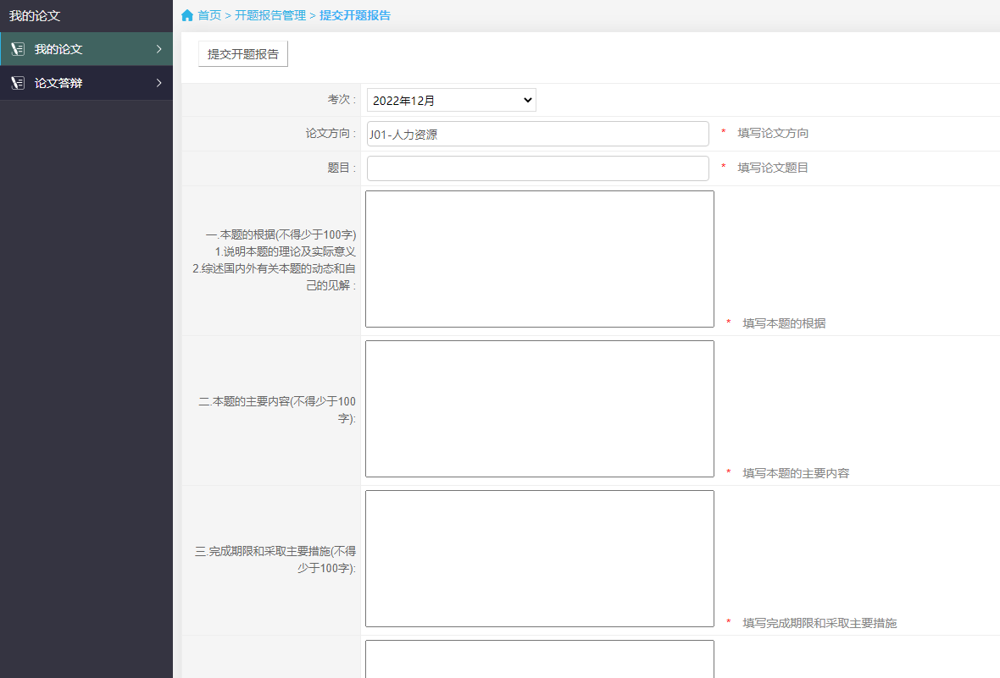 我的论文
首页 > 开题报告管理 > 提交开题报告
我的论文
论文答辩
提交开题报告
考次 :
2022年12月
论文方向 :
J01-人力资源
* 填写论文方向
题目 :
* 填写论文题目
一.本题的根据(不得少于100字)
1.说明本题的理论及实际意义
2.综述国内外有关本题的动态和自
己的见解 :
* 填写本题的根据
二.本题的主要内容(不得少于100
字):
* 填写本题的主要内容
三.完成期限和采取主要措施(不得
少于100字):
* 填写完成期限和采取主要措施